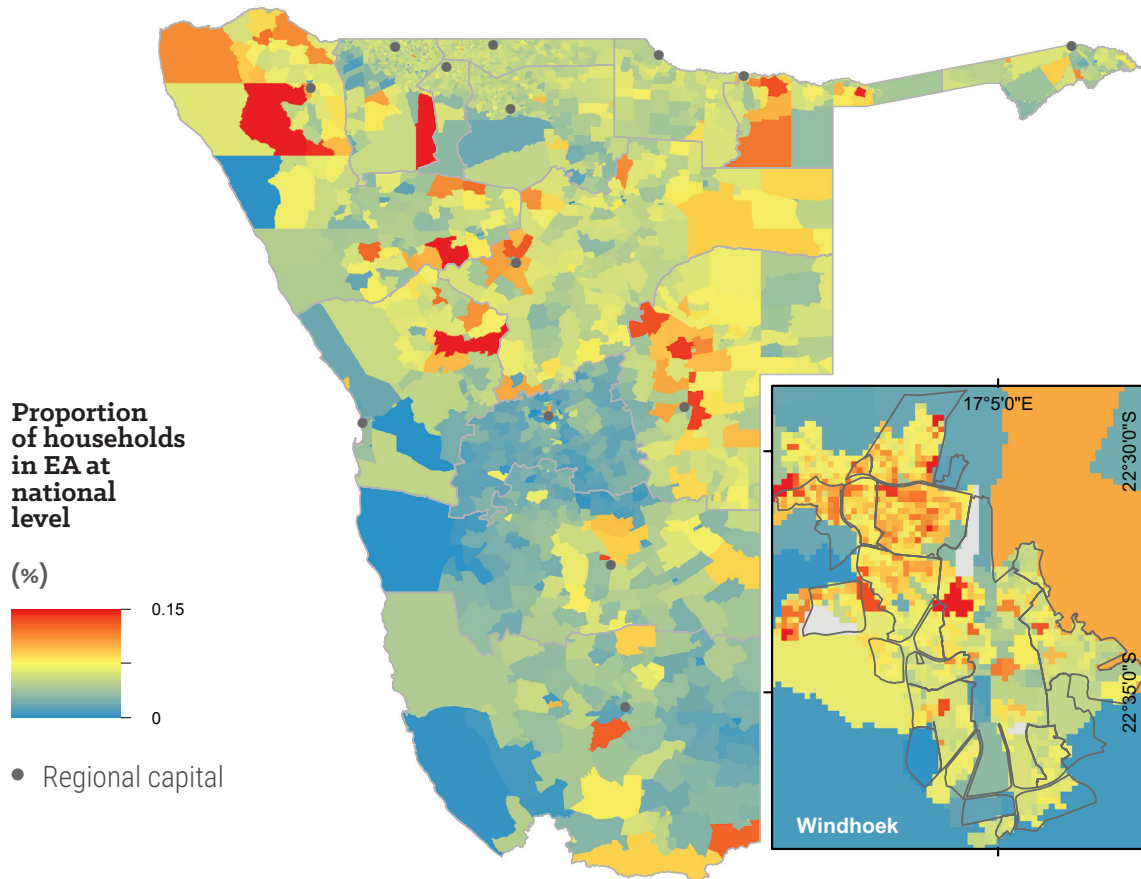 Proportion
of households
in EA at
national
level
(%)
0.15
0
Regional capital
17°5'0"E
22°30'0"S
22°35'0"S
Windhoek